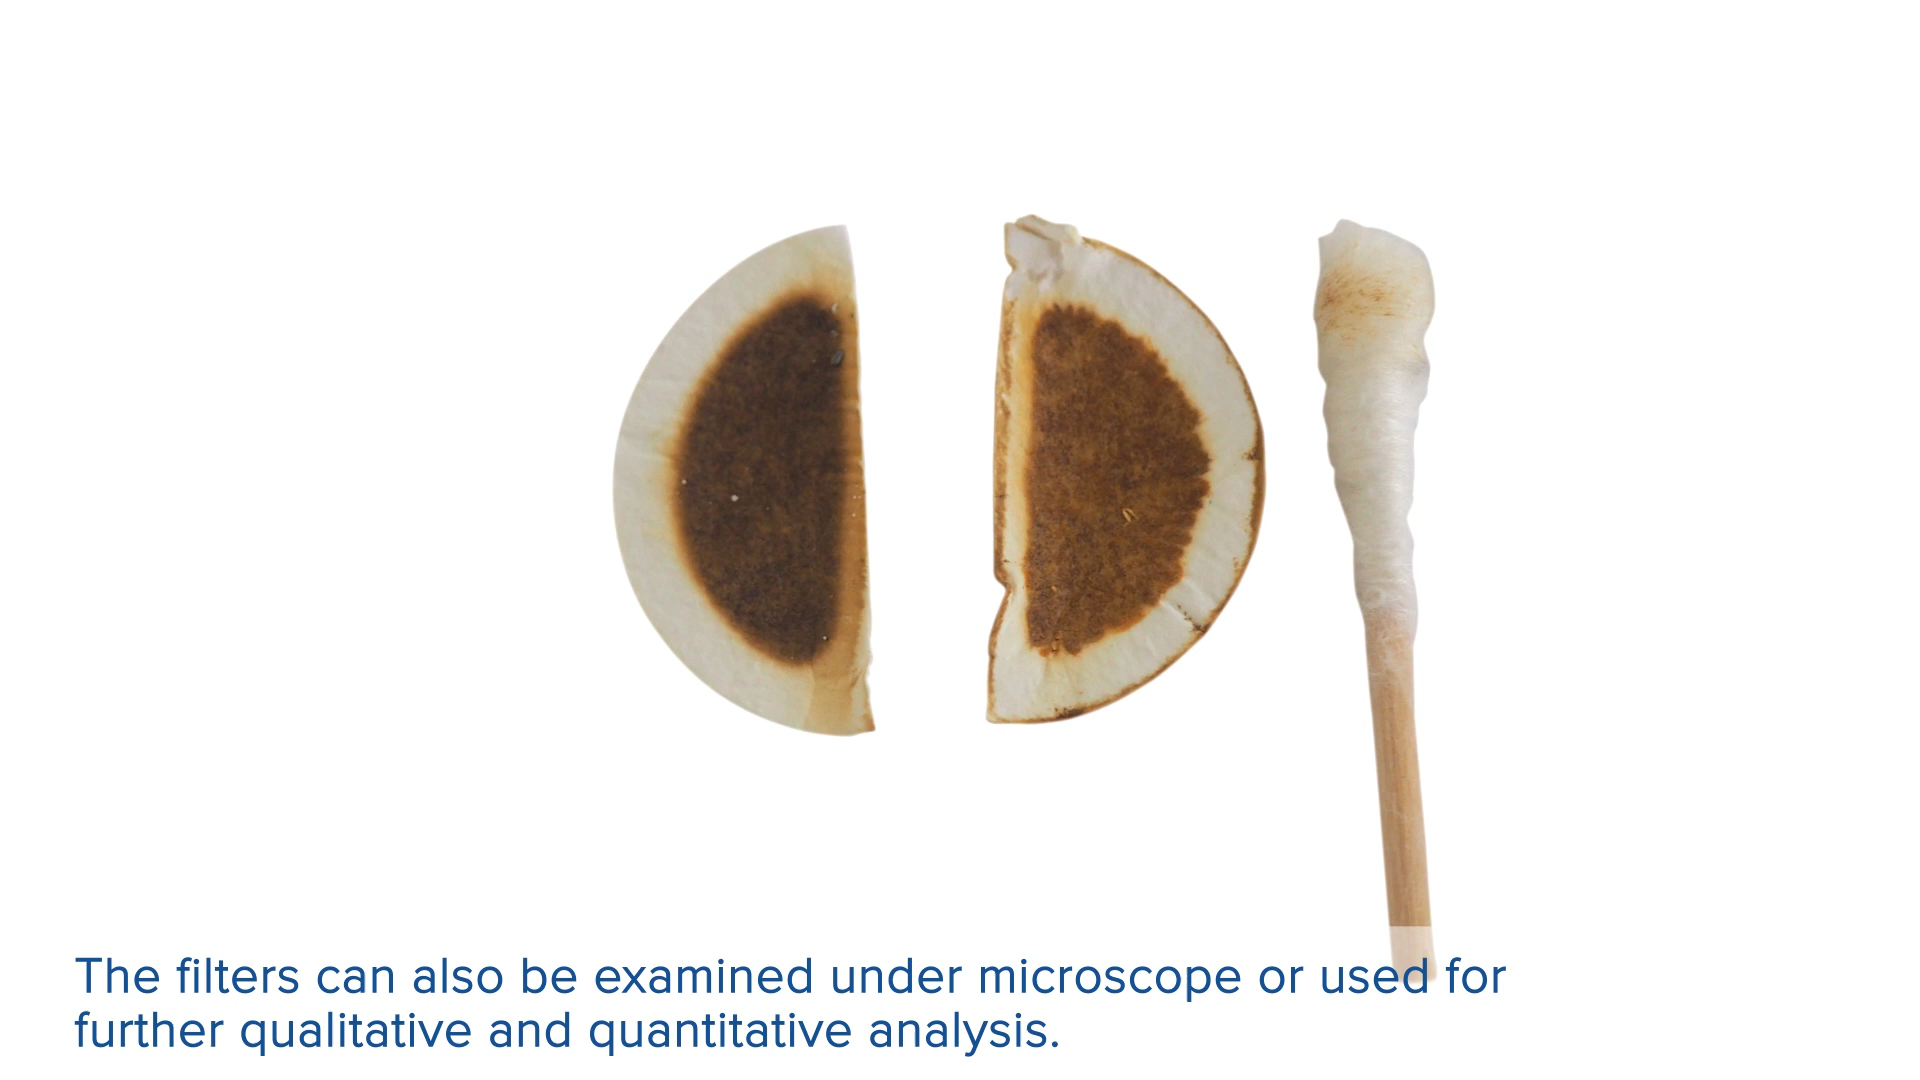 The filters can also be examined under microscope or used for
further qualitative and quantitative analysis.